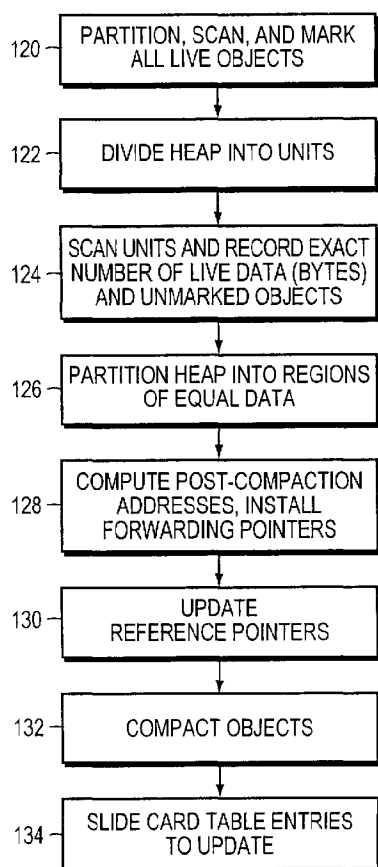 120
PARTITION, SCAN, AND MARK
ALL LIVE OBJECTS
122
DIVIDE HEAP INTO UNITS
124
SCAN UNITS AND RECORD EXACT
NUMBER OF LIVE DATA (BYTES)
AND UNMARKED OBJECTS
126
PARTITION HEAP INTO REGIONS
OF EQUAL DATA
128
COMPUTE POST-COMPACTION
ADDRESSES, INSTALL
FORWARDING POINTERS
130
UPDATE
REFERENCE POINTERS
132
COMPACT OBJECTS
134
SLIDE CARD TABLE ENTRIES
TO UPDATE